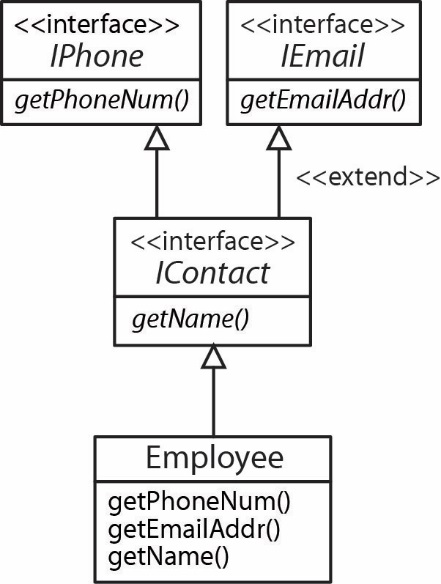 <<interface>>
IPhone
getPhoneNum()
<<interface>>
IEmail
getEmailAddr()
<<extend>>
<<interface>>
IContact
getName()
Employee
getPhoneNum()
getEmailAddr()
getName()